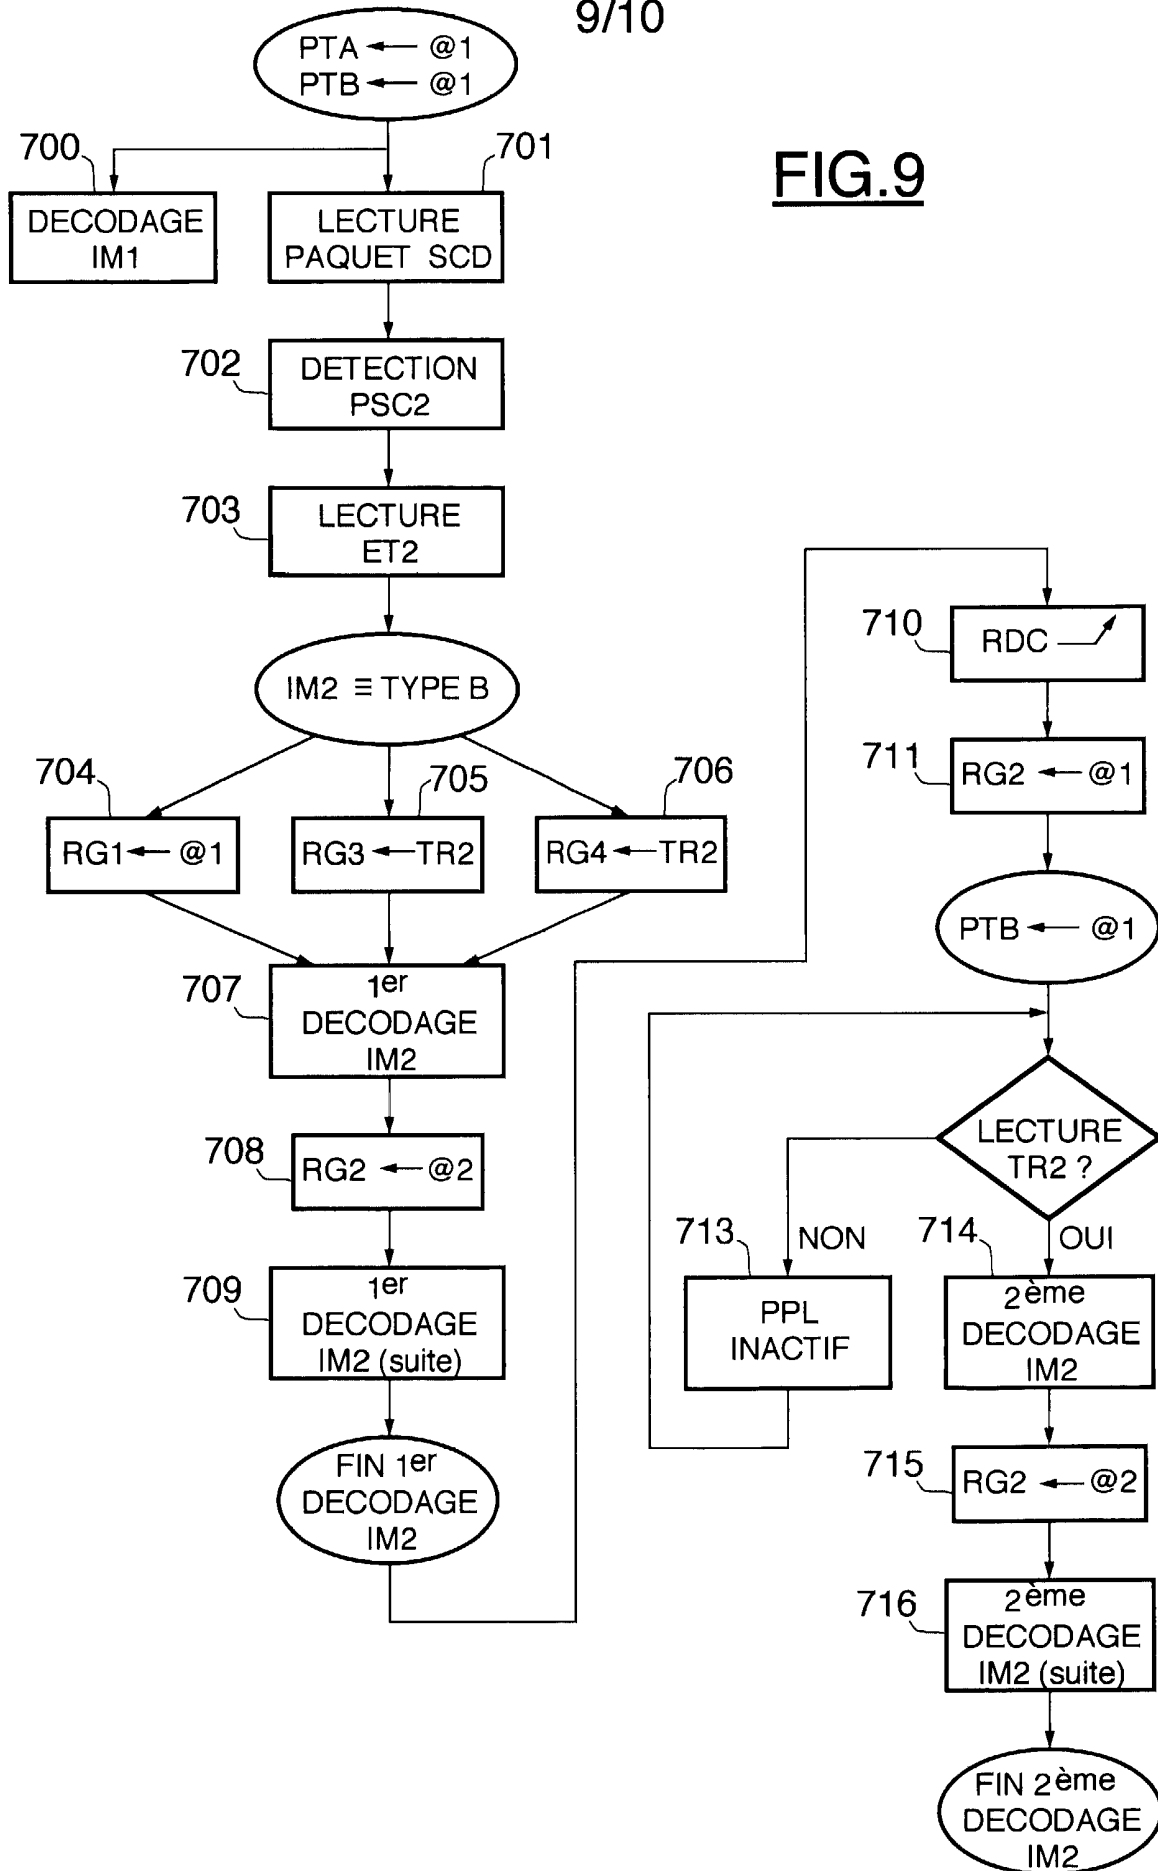 9/10
FIG.9
PTA ← @1
PTB ← @1
700
701
DECODAGE
IM1
LECTURE
PAQUET SCD
702
DETECTION
PSC2
703
LECTURE
ET2
IM2 ≡ TYPE B
704
705
706
RG1 ← @1
RG3 ← TR2
RG4 ← TR2
707
1er
DECODAGE
IM2
708
RG2 ← @2
709
1er
DECODAGE
IM2 (suite)
FIN 1er
DECODAGE
IM2
710
RDC
711
RG2 ← @1
PTB ← @1
LECTURE
TR2 ?
713
NON
714
OUI
PPL
INACTIF
2ème
DECODAGE
IM2
715
RG2 ← @2
716
2ème
DECODAGE
IM2 (suite)
FIN 2ème
DECODAGE
IM2